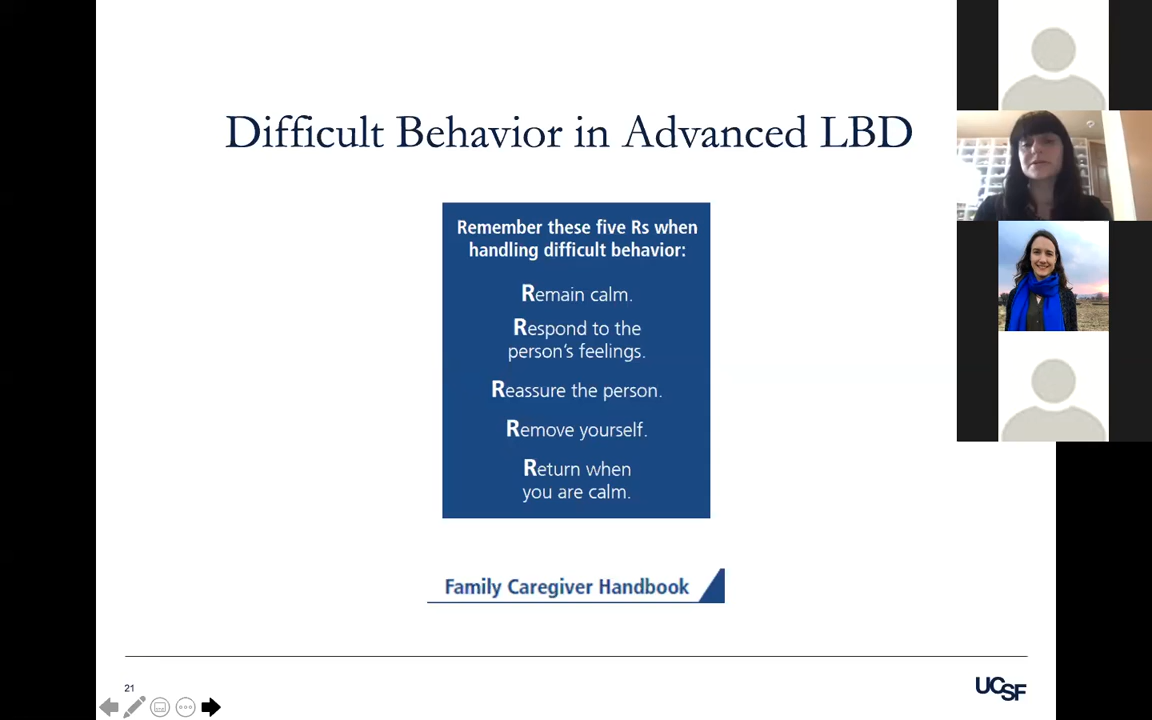 Difficult Behavior in Advanced LBD
Remember these five Rs when
handling difficult behavior:
Remain calm.
Respond to the
person's feelings.
Reassure the person.
Remove yourself.
Return when
you are calm.
Family Caregiver Handbook
21
UCSF